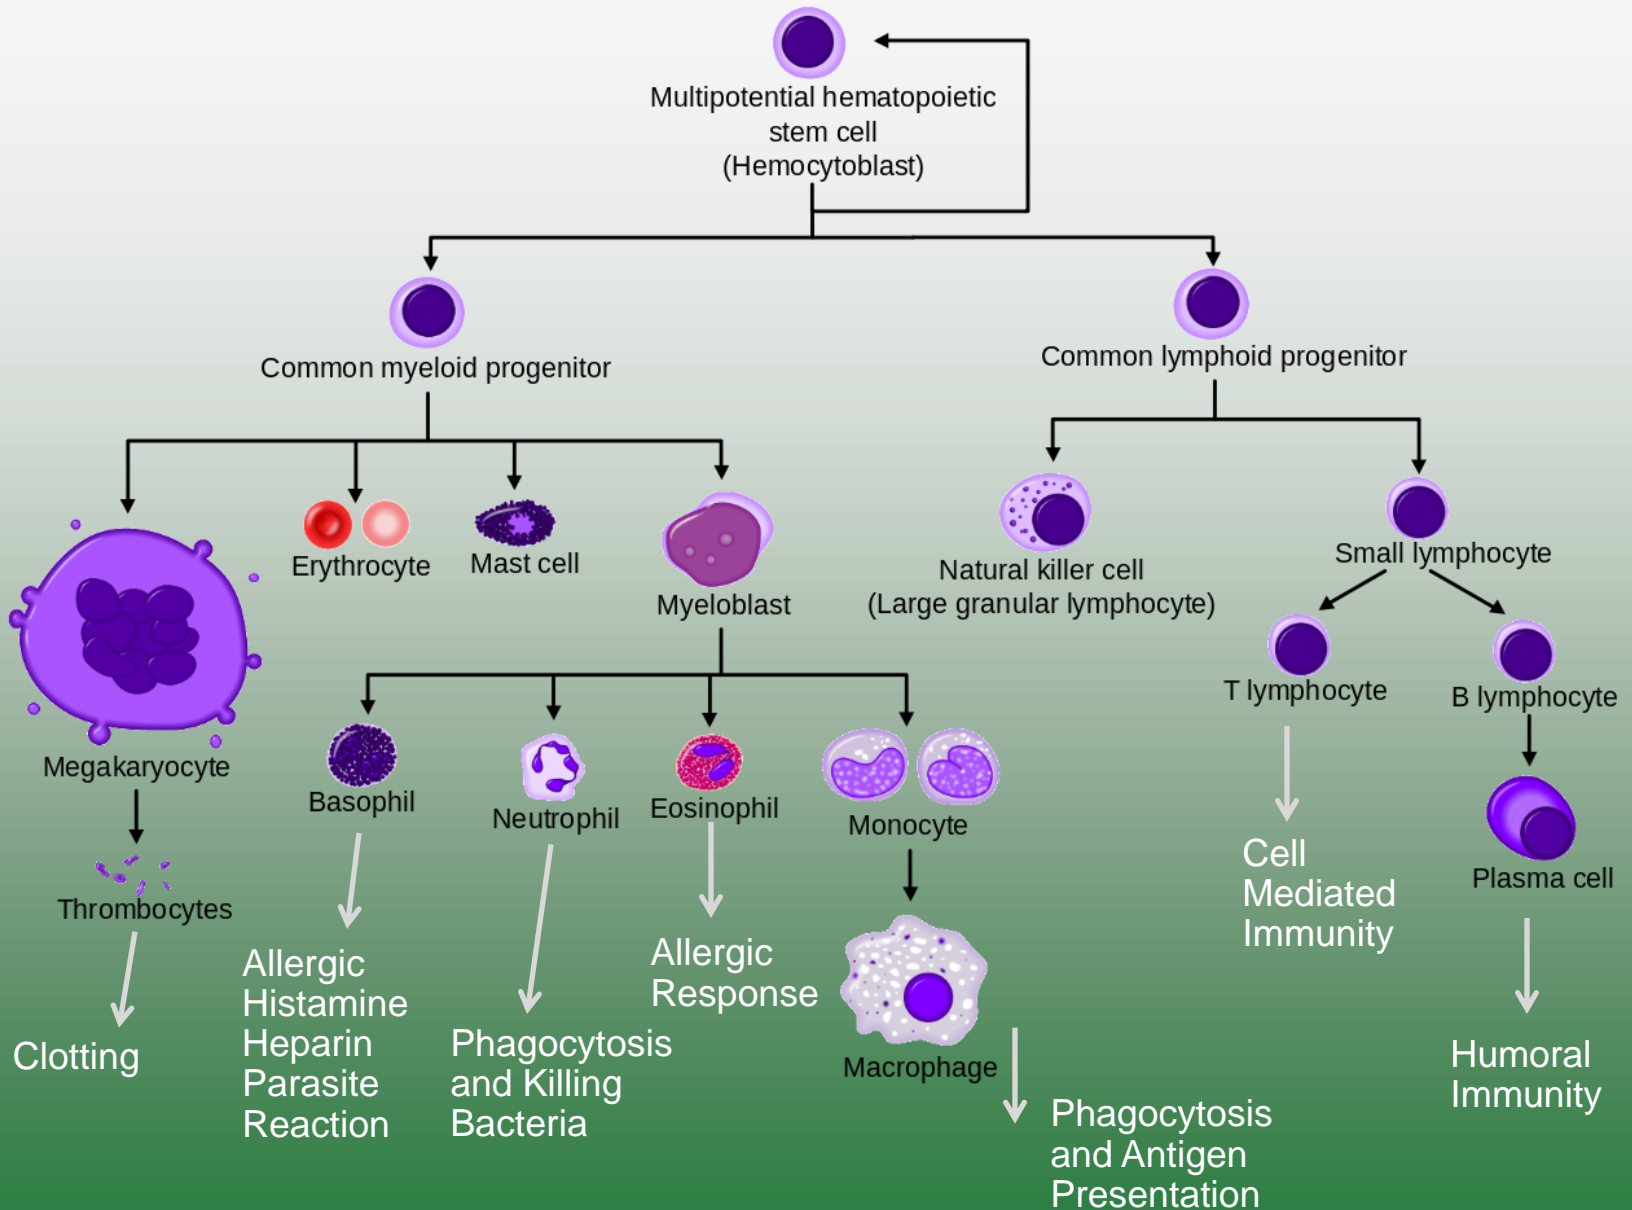 Multipotential hematopoietic
stem cell
(Hemocytoblast)
Common myeloid progenitor
Common lymphoid progenitor
Erythrocyte
Mast cell
Myeloblast
Natural killer cell
(Large granular lymphocyte)
Small lymphocyte
T lymphocyte
B lymphocyte
Megakaryocyte
Basophil
Neutrophil
Eosinophil
Monocyte
Thrombocytes
Plasma cell
Macrophage
Clotting
Allergic
Histamine
Heparin
Parasite
Reaction
Phagocytosis
and Killing
Bacteria
Allergic
Response
Phagocytosis
and Antigen
Presentation
Cell
Mediated
Immunity
Humoral
Immunity